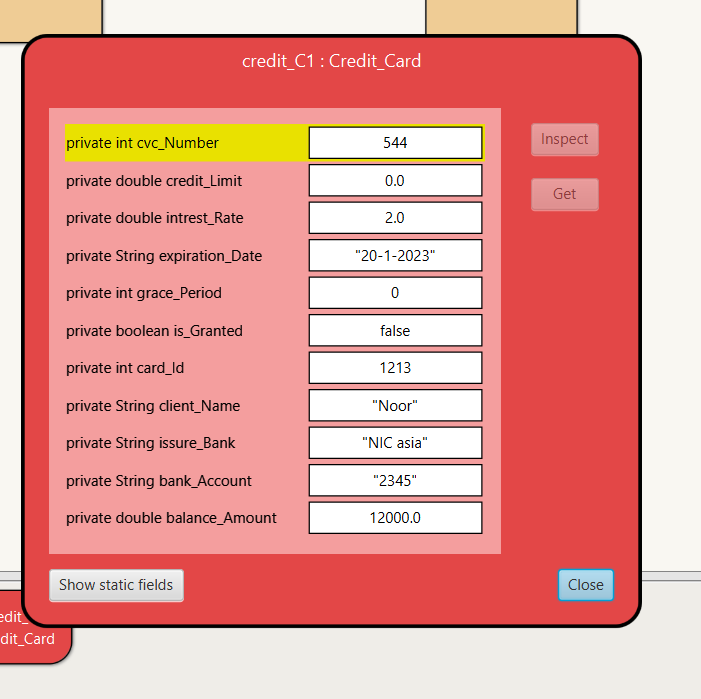 credit_C1 : Credit_Card
private int cvc_Number 544
Inspect
private double credit_Limit 0.0
Get
private double intrest_Rate 2.0
private String expiration_Date "20-1-2023"
private int grace_Period 0
private boolean is_Granted false
private int card_Id 1213
private String client_Name "Noor"
private String issure_Bank "NIC asia"
private String bank_Account "2345"
private double balance_Amount 12000.0
Show static fields
Close
edit_
dit_Card